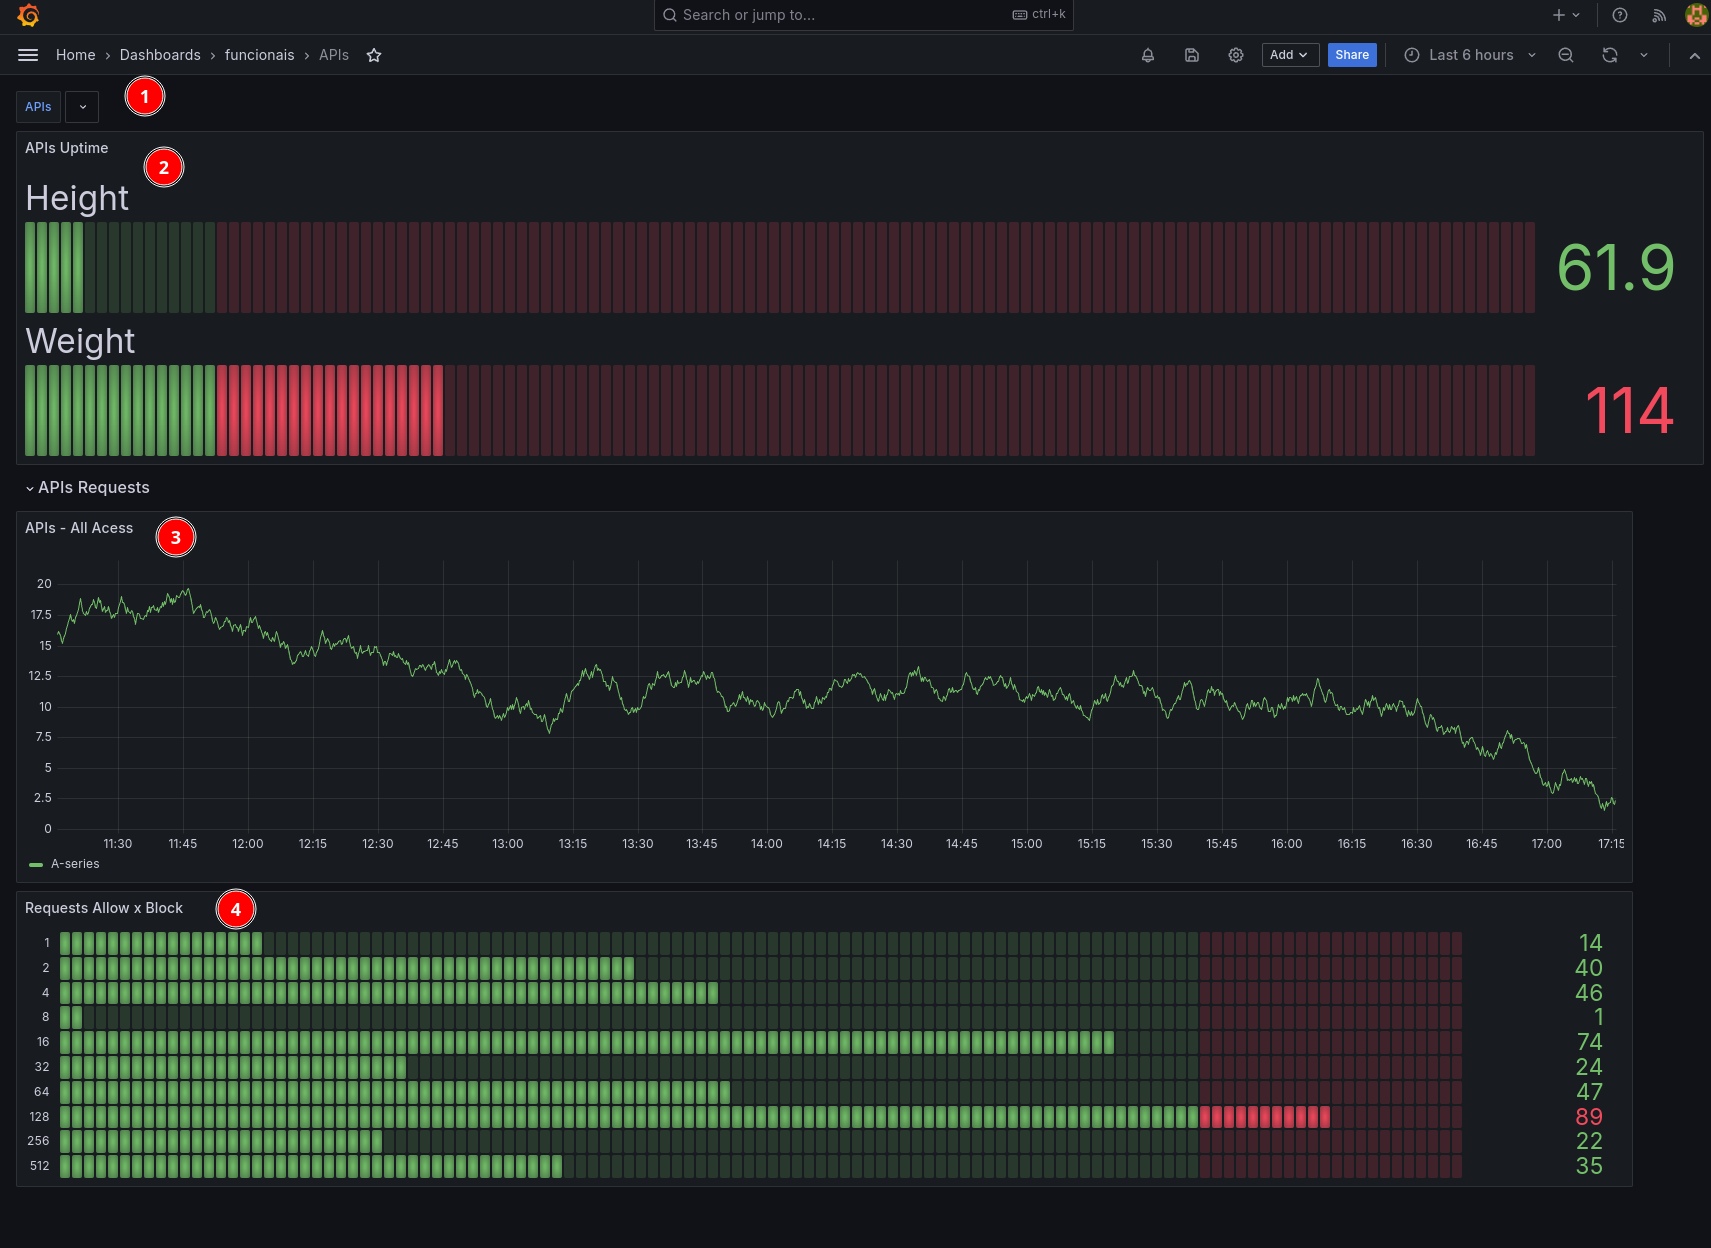 Search or jump to... ctrl+k
Home › Dashboards › funcionais › APIs Add Share Last 6 hours
APIs
1
APIs Uptime
2
Height
61.9
Weight
114
APIs Requests
APIs - All Acess
3
20
17.5
15
12.5
10
7.5
5
2.5
0
11:30 11:45 12:00 12:15 12:30 12:45 13:00 13:15 13:30 13:45 14:00 14:15 14:30 14:45 15:00 15:15 15:30 15:45 16:00 16:15 16:30 16:45 17:00 17:15
A-series
Requests Allow x Block
4
1 14
2 40
4 46
8 1
16 74
32 24
64 47
128 89
256 22
512 35